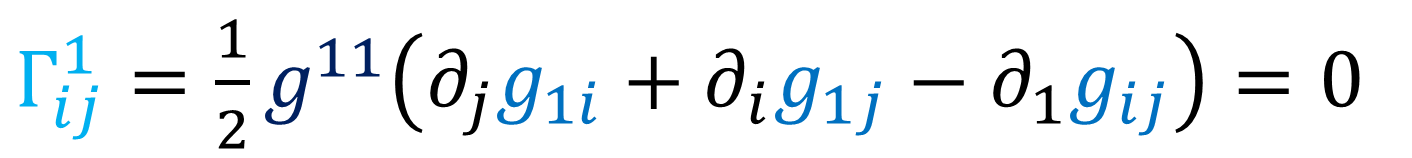 Γ¹ᵢⱼ = ½ g¹¹(∂ⱼg₁ᵢ + ∂ᵢg₁ⱼ − ∂₁gᵢⱼ) = 0